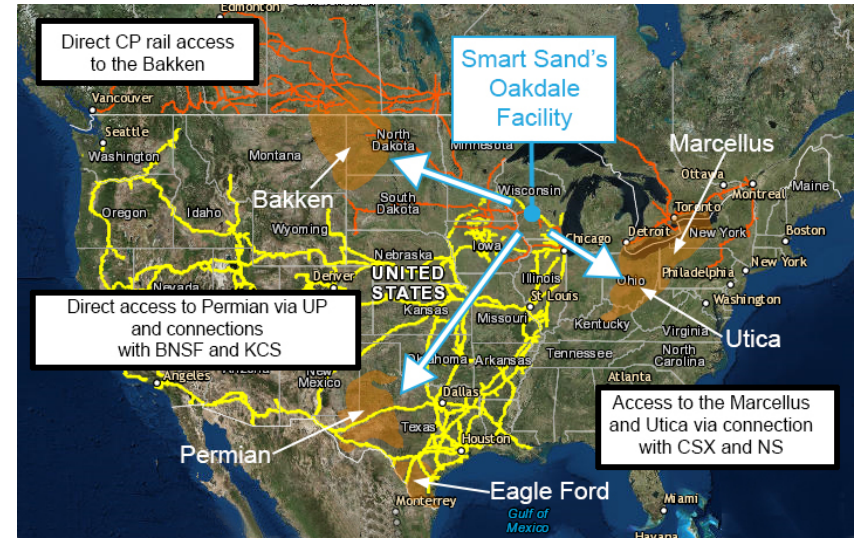 Edmonton
Direct CP rail access
to the Bakken
Smart Sand's
Oakdale
Facility
Vancouver
Seattle
Washington
Montana
North
Dakota
Minnesota
Marcellus
Ottawa
Montreal
Maine
Bakken
Oregon
Idaho
South
Dakota
Wisconsin
Toronto
Wyoming
Detroit
New York
Boston
Iowa
Chicago
Nebraska
Nevada
Denver
UNITED
STATES
Illinois
Ohio
Philadelphia
New York
Washington
Direct access to Permian via UP
and connections
with BNSF and KCS
Kansas
Missouri
St Louis
Kentucky
Virginia
Utica
Oklahoma
Arkansas
Tennessee
North
Carolina
Angeles
Arizona
New
Mexico
Atlanta
Dallas
Access to the Marcellus
and Utica via connection
with CSX and NS
Texas
Permian
Houston
Eagle Ford
Monterrey
Gulf of
Mexico
Miami
Havana